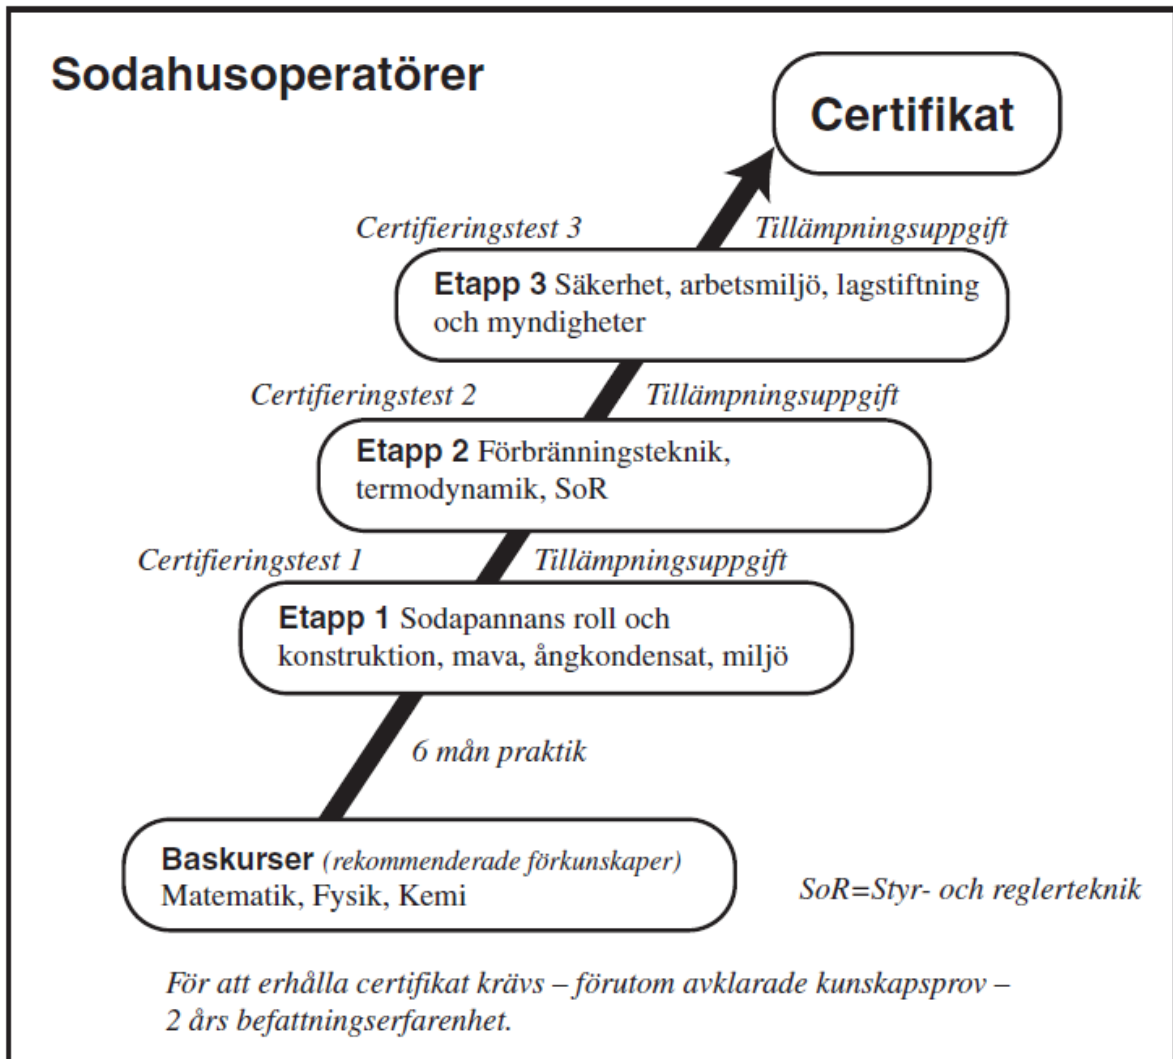 Sodahusoperatörer
Certifikat
Certifieringstest 3
Tillämpningsuppgift
Etapp 3 Säkerhet, arbetsmiljö, lagstiftning
och myndigheter
Certifieringstest 2
Tillämpningsuppgift
Etapp 2 Förbränningsteknik,
termodynamik, SoR
Certifieringstest 1
Tillämpningsuppgift
Etapp 1 Sodapannans roll och
konstruktion, mava, ångkondensat, miljö
6 mån praktik
Baskurser (rekommenderade förkunskaper)
Matematik, Fysik, Kemi
SoR=Styr- och reglerteknik
För att erhålla certifikat krävs – förutom avklarade kunskapsprov –
2 års befattningserfarenhet.